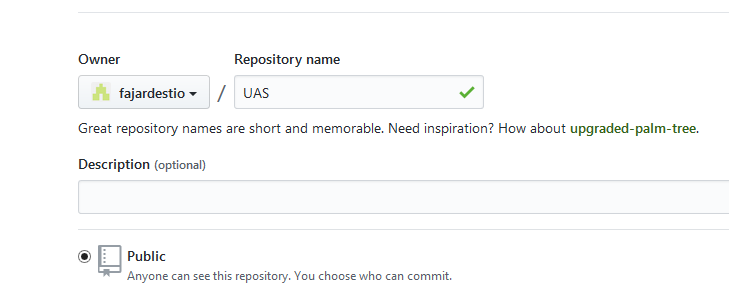 Owner Repository name
fajardestio / UAS
Great repository names are short and memorable. Need inspiration? How about upgraded-palm-tree.
Description (optional)
Public
Anyone can see this repository. You choose who can commit.